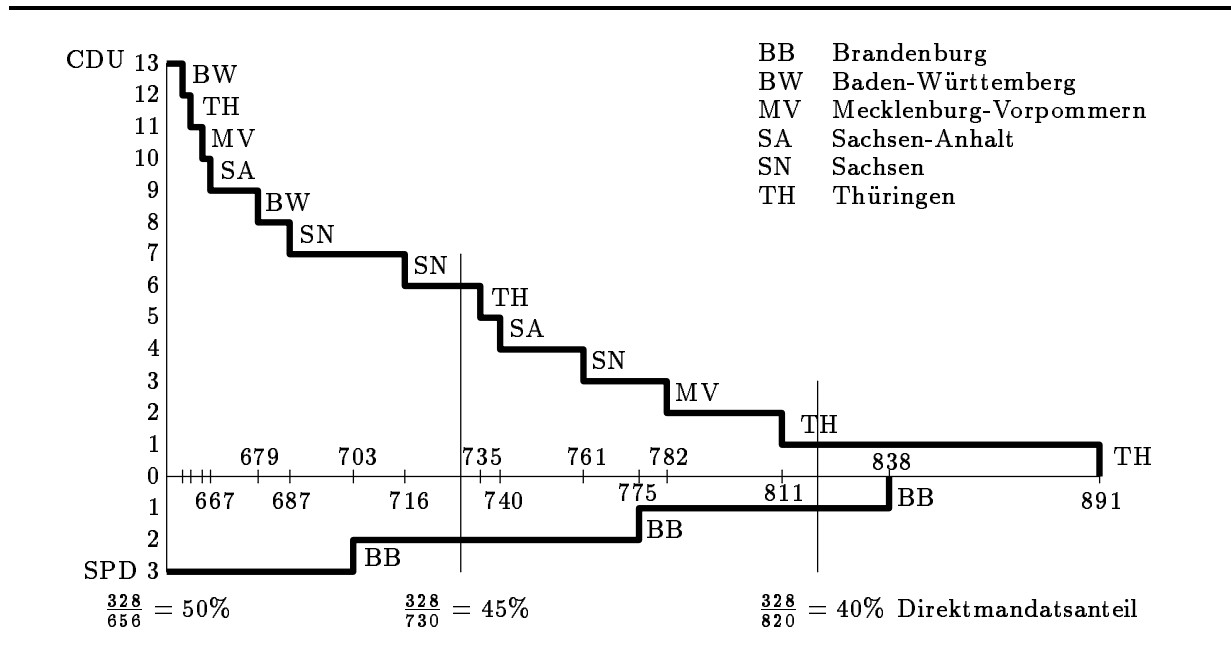 CDU 13
BW
BB Brandenburg
BW Baden-Württemberg
MV Mecklenburg-Vorpommern
SA Sachsen-Anhalt
SN Sachsen
TH Thüringen
12
TH
11
MV
10
SA
9
BW
8
SN
7
SN
6
TH
5
SA
4
SN
3
MV
2
TH
1
679 703 735 761 782 838 TH
0
667 687 716 740 775 811 BB 891
1
BB
2
BB
SPD 3
328/656 = 50% 328/730 = 45% 328/820 = 40% Direktmandatsanteil